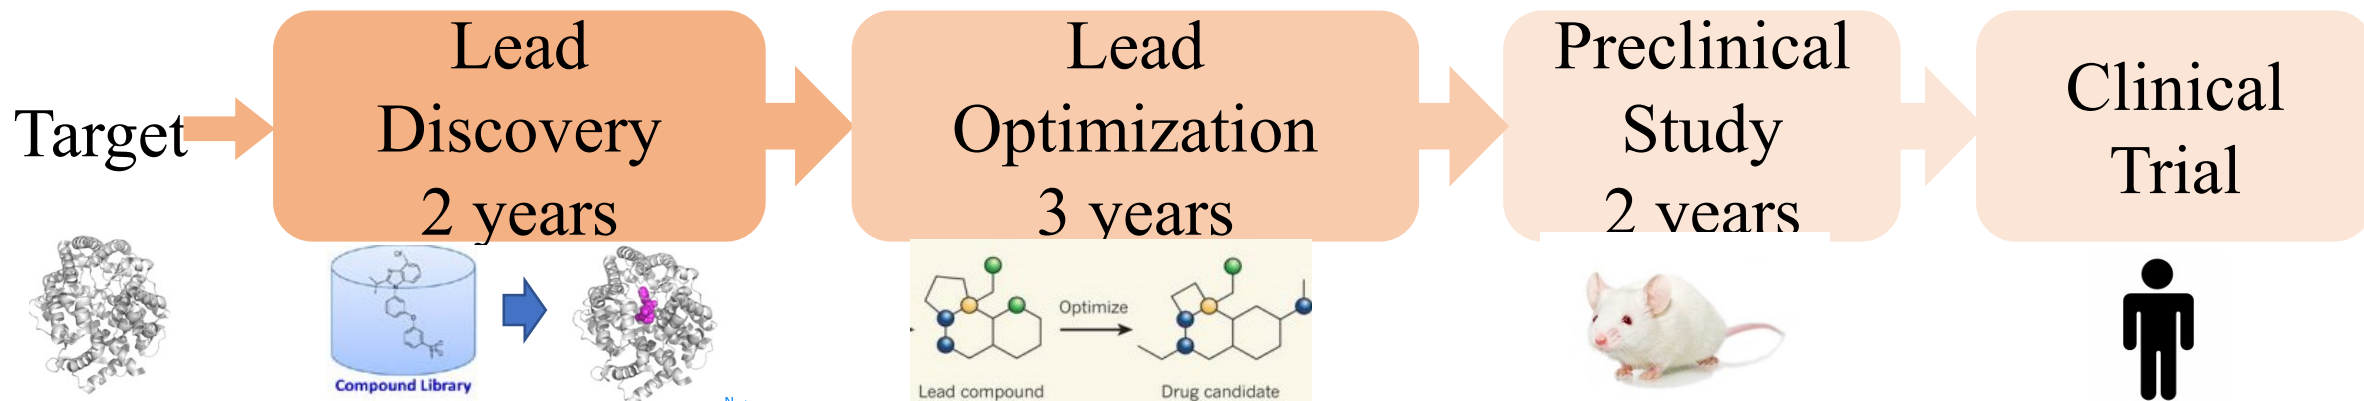 Target
Lead
Discovery
2 years
Lead
Optimization
3 years
Preclinical
Study
2 years
Clinical
Trial
Compound Library
Optimize
Lead compound
Drug candidate